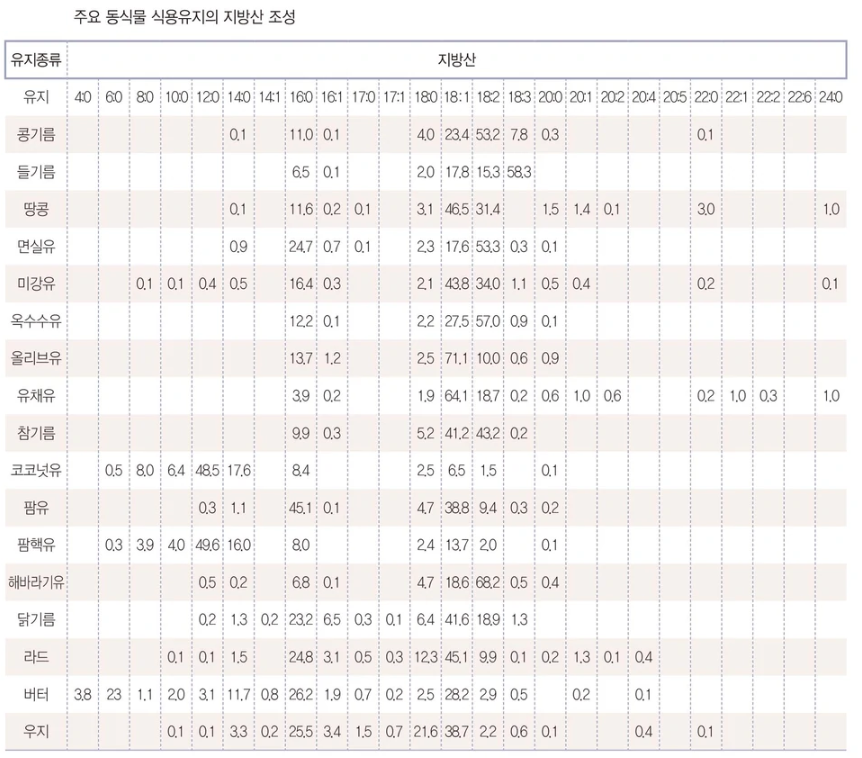 주요 동식물 식용유지의 지방산 조성
유지종류 지방산
유지 4:0 6:0 8:0 10:0 12:0 14:0 14:1 16:0 16:1 17:0 17:1 18:0 18:1 18:2 18:3 20:0 20:1 20:2 20:4 20:5 22:0 22:1 22:2 22:6 24:0
콩기름 0.1 11.0 0.1 4.0 23.4 53.2 7.8 0.3 0.1
들기름 6.5 0.1 2.0 17.8 15.3 58.3
땅콩 0.1 11.6 0.2 0.1 3.1 46.5 31.4 1.5 1.4 0.1 3.0 1.0
면실유 0.9 24.7 0.7 0.1 2.3 17.6 53.3 0.3 0.1
미강유 0.1 0.1 0.4 0.5 16.4 0.3 2.1 43.8 34.0 1.1 0.5 0.4 0.2 0.1
옥수수유 12.2 0.1 2.2 27.5 57.0 0.9 0.1
올리브유 13.7 1.2 2.5 71.1 10.0 0.6 0.9
유채유 3.9 0.2 1.9 64.1 18.7 0.2 0.6 1.0 0.6 0.2 1.0 0.3 1.0
참기름 9.9 0.3 5.2 41.2 43.2 0.2
코코넛유 0.5 8.0 6.4 48.5 17.6 8.4 2.5 6.5 1.5 0.1
팜유 0.3 1.1 45.1 0.1 4.7 38.8 9.4 0.3 0.2
팜핵유 0.3 3.9 4.0 49.6 16.0 8.0 2.4 13.7 2.0 0.1
해바라기유 0.5 0.2 6.8 0.1 4.7 18.6 68.2 0.5 0.4
닭기름 0.2 1.3 0.2 23.2 6.5 0.3 0.1 6.4 41.6 18.9 1.3
라드 0.1 0.1 1.5 24.8 3.1 0.5 0.3 12.3 45.1 9.9 0.1 0.2 1.3 0.1 0.4
버터 3.8 23 1.1 2.0 3.1 11.7 0.8 26.2 1.9 0.7 0.2 2.5 28.2 2.9 0.5 0.2 0.1
우지 0.1 0.1 3.3 0.2 25.5 3.4 1.5 0.7 21.6 38.7 2.2 0.6 0.1 0.4 0.1